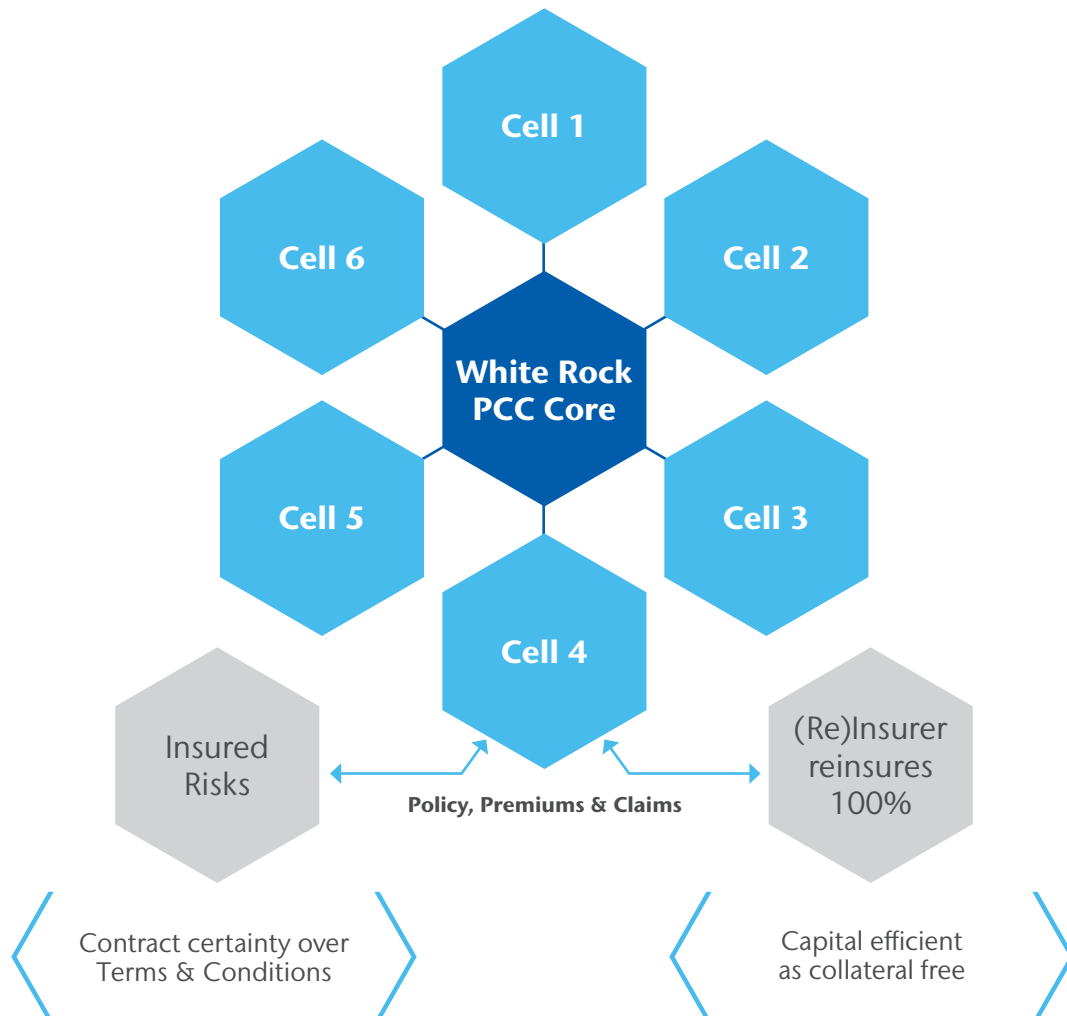 Cell 1
Cell 6
Cell 2
White Rock
PCC Core
Cell 5
Cell 3
Cell 4
Insured
Risks
(Re)Insurer
reinsures
100%
Policy, Premiums & Claims
Contract certainty over
Terms & Conditions
Capital efficient
as collateral free